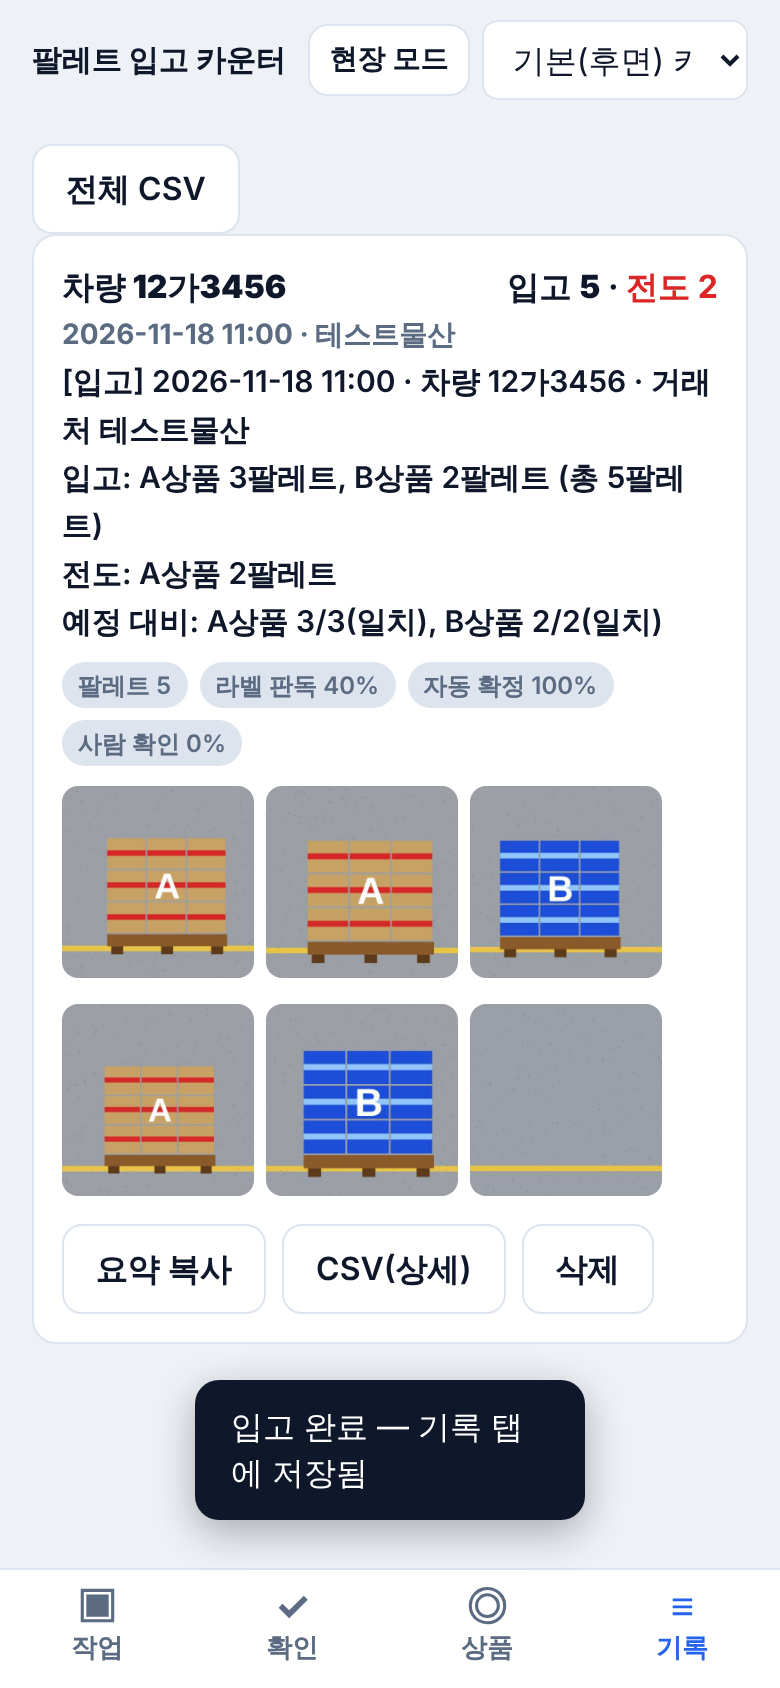 팔레트 입고 카운터
현장 모드
기본(후면)
전체 CSV
차량 12가3456
입고 5 · 전도 2
2026-11-18 11:00 · 테스트물산
[입고] 2026-11-18 11:00 · 차량 12가3456 · 거래
처 테스트물산
입고: A상품 3팔레트, B상품 2팔레트 (총 5팔레
트)
전도: A상품 2팔레트
예정 대비: A상품 3/3(일치), B상품 2/2(일치)
팔레트 5
라벨 판독 40%
자동 확정 100%
사람 확인 0%
A
A
B
A
B
요약 복사
CSV(상세)
삭제
입고 완료 — 기록 탭
에 저장됨
작업
확인
상품
기록